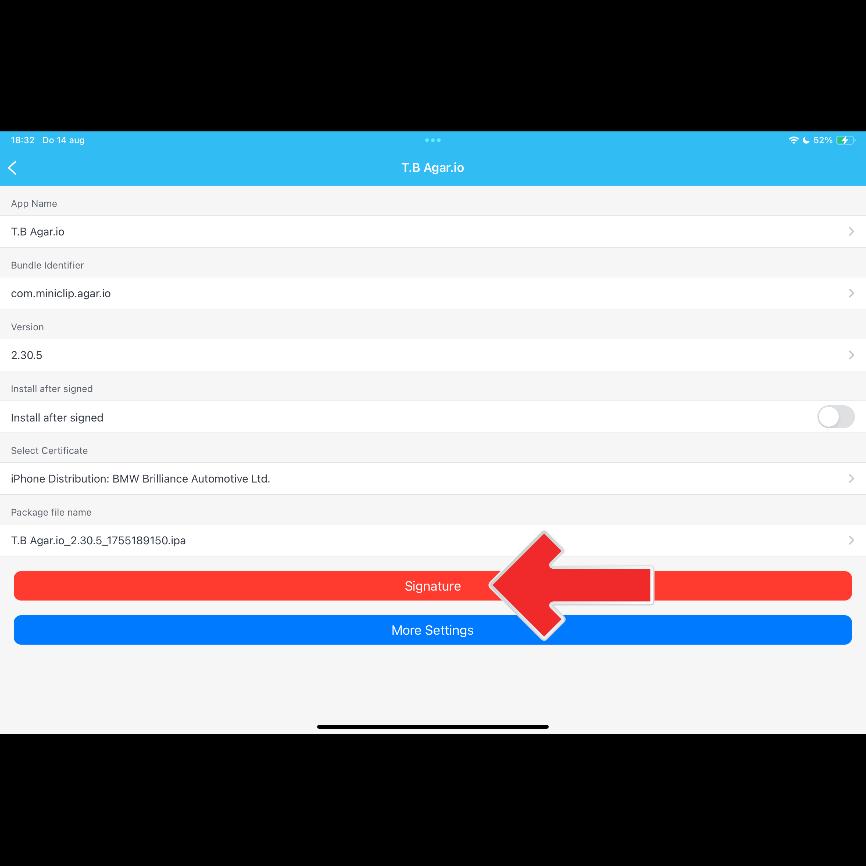 18:32 Do 14 aug 52%
T.B Agar.io
App Name
T.B Agar.io
Bundle Identifier
com.miniclip.agar.io
Version
2.30.5
Install after signed
Install after signed
Select Certificate
iPhone Distribution: BMW Brilliance Automotive Ltd.
Package file name
T.B Agar.io_2.30.5_1755189150.ipa
Signature
More Settings